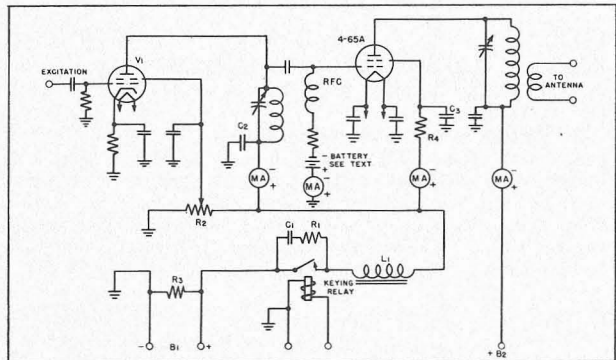 V1
4-65A
EXCITATION
RFC
TO
ANTENNA
C2
C3
R4
- BATTERY
+ SEE TEXT
MA - +
MA - +
MA - +
MA - +
R2
C1
R1
L1
R3
KEYING
RELAY
- B1 +
+ B2